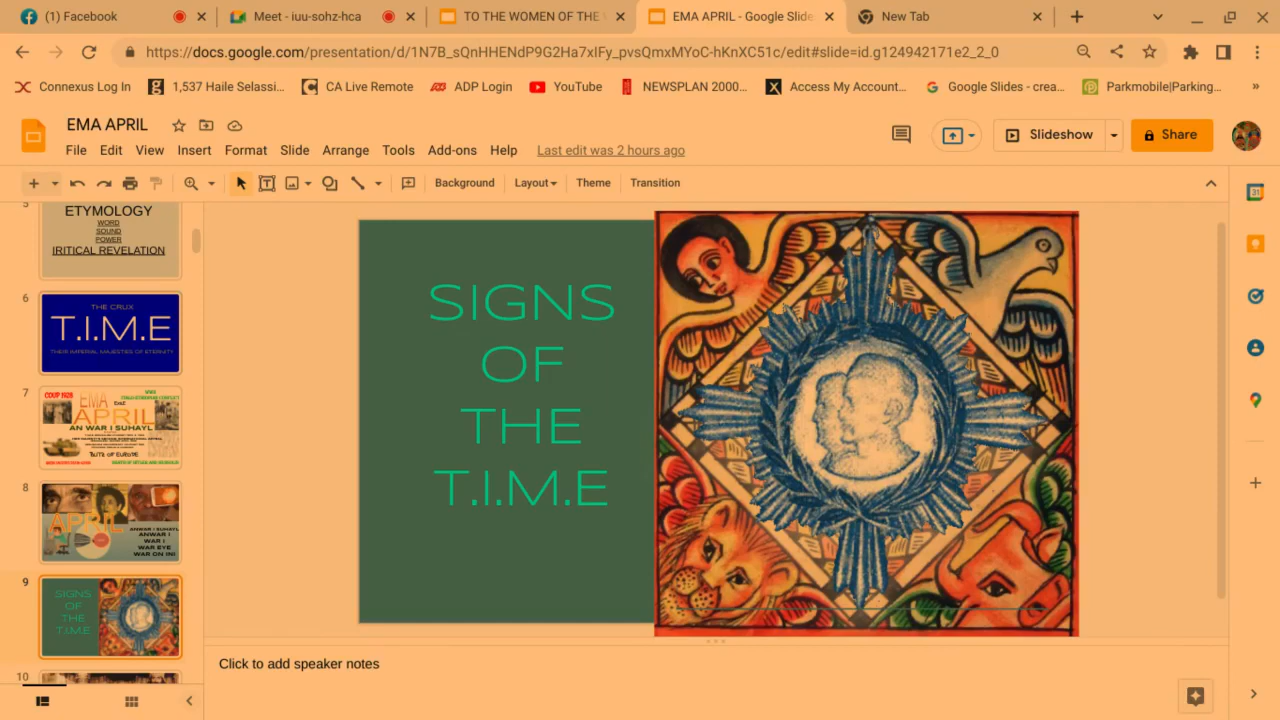 (1) Facebook
Meet - iuu-sohz-hca
TO THE WOMEN OF THE
EMA APRIL - Google Slide
New Tab
https://docs.google.com/presentation/d/1N7B_sQnHHENdP9G2Ha7xIFy_pvsQmxMYoC-hKnXC51c/edit#slide=id.g124942171e2_2_0
Connexus Log In
1,537 Haile Selassi...
CA Live Remote
ADP Login
YouTube
NEWSPLAN 2000...
Access My Account...
Google Slides - crea...
Parkmobile|Parking...
»
EMA APRIL
File Edit View Insert Format Slide Arrange Tools Add-ons Help Last edit was 2 hours ago
Slideshow
Share
Background
Layout
Theme
Transition
5
ETYMOLOGY
WORD
SOUND
POWER
IRITICAL REVELATION
6
THE CRUX
T.I.M.E
THEIR IMPERIAL MAJESTIES OF ETERNITY
7
COUP 1928
EMA
APRIL
AN WAR I SUHAYL
8
APRIL
ANWAR I SUHAYL
ANWAR I
WAR I
WAR EYE
WAR ON INI
9
SIGNS
OF
THE
T.I.M.E
10
SIGNS
OF
THE
T.I.M.E
31
Click to add speaker notes